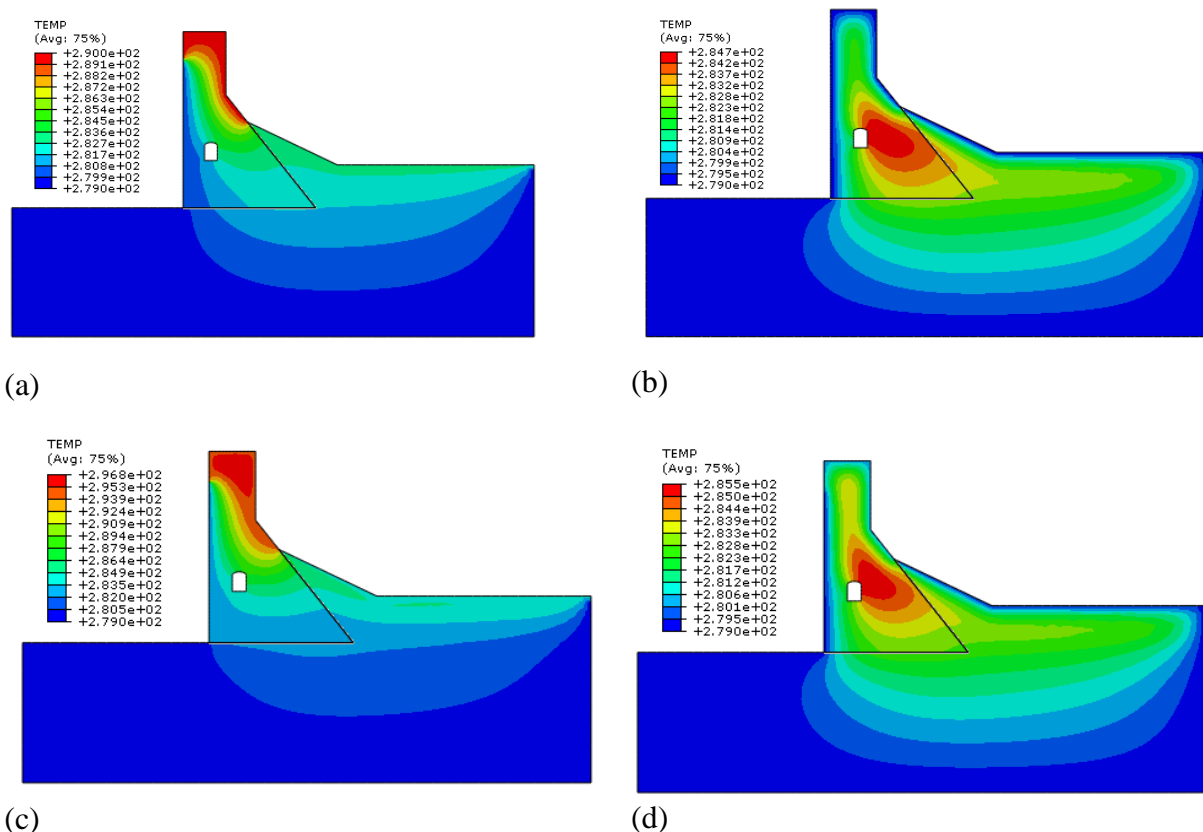 TEMP
(Avg: 75%)
+2.900e+02
+2.891e+02
+2.882e+02
+2.872e+02
+2.863e+02
+2.854e+02
+2.845e+02
+2.836e+02
+2.827e+02
+2.817e+02
+2.808e+02
+2.799e+02
+2.790e+02
(a)
TEMP
(Avg: 75%)
+2.847e+02
+2.842e+02
+2.837e+02
+2.832e+02
+2.828e+02
+2.823e+02
+2.818e+02
+2.814e+02
+2.809e+02
+2.804e+02
+2.799e+02
+2.795e+02
+2.790e+02
(b)
TEMP
(Avg: 75%)
+2.968e+02
+2.953e+02
+2.939e+02
+2.924e+02
+2.909e+02
+2.894e+02
+2.879e+02
+2.864e+02
+2.849e+02
+2.835e+02
+2.820e+02
+2.805e+02
+2.790e+02
(c)
TEMP
(Avg: 75%)
+2.855e+02
+2.850e+02
+2.844e+02
+2.839e+02
+2.833e+02
+2.828e+02
+2.823e+02
+2.817e+02
+2.812e+02
+2.806e+02
+2.801e+02
+2.795e+02
+2.790e+02
(d)